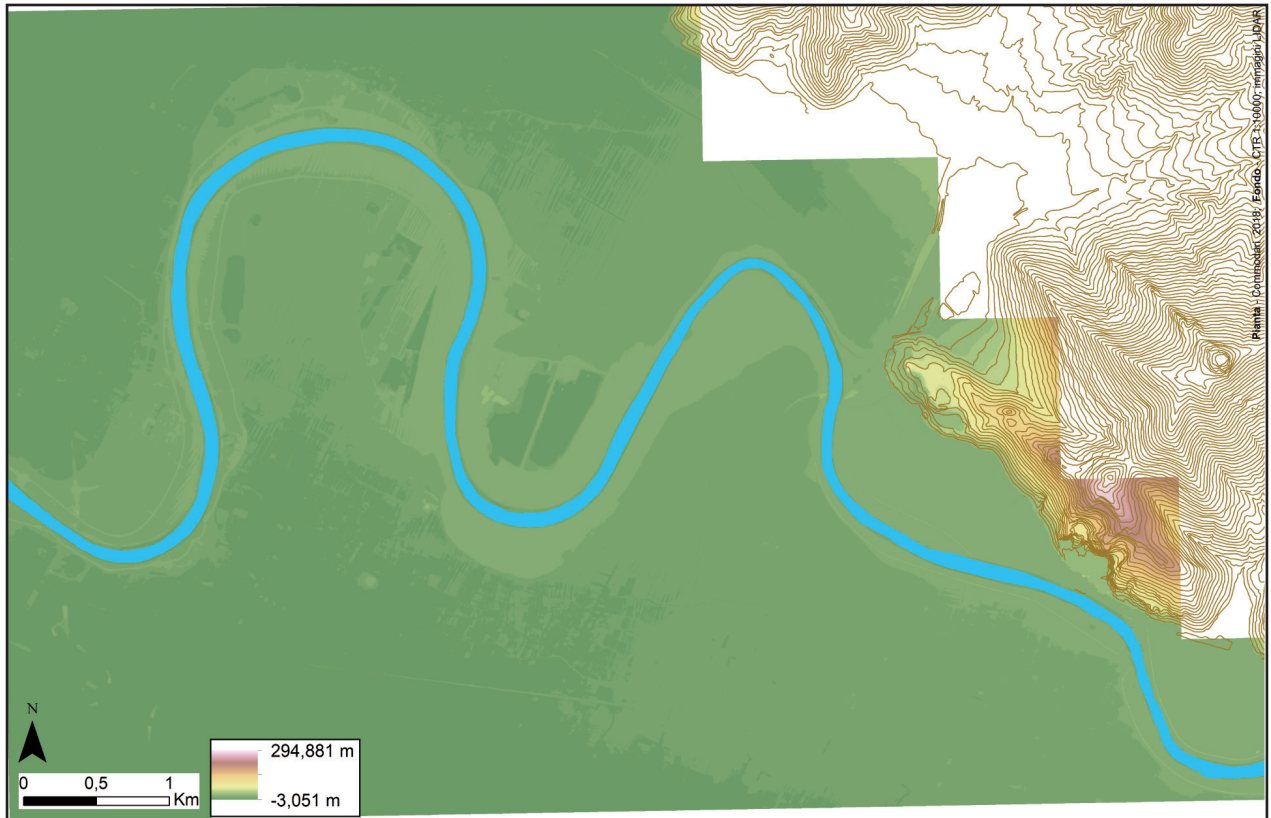 Pianta - Commodari 2018; Fondo - CTR 1:10000; immagini LIDAR
N
0 0,5 1
Km
294,881 m
-3,051 m